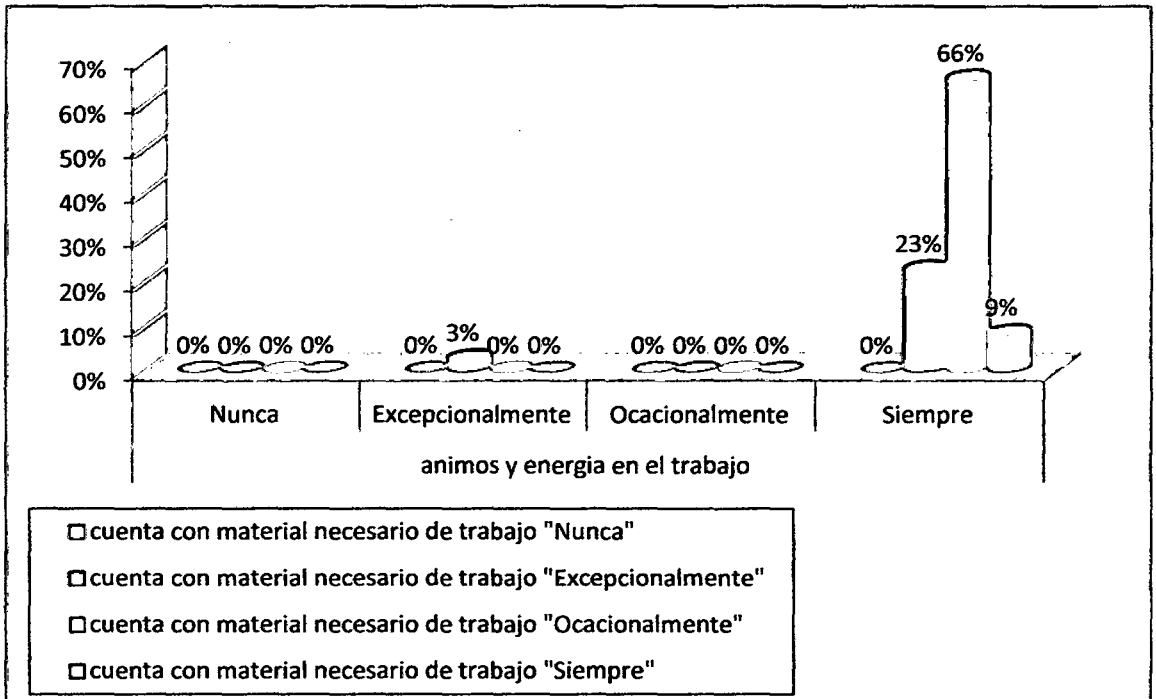 66%
70%
60%
50%
40%
30%
23%
20%
9%
10%
0% 0% 0% 0% 0% 3% 0% 0% 0% 0% 0% 0% 0%
0%
Nunca Excepcionalmente Ocacionalmente Siempre
animos y energia en el trabajo
cuenta con material necesario de trabajo "Nunca"
cuenta con material necesario de trabajo "Excepcionalmente"
cuenta con material necesario de trabajo "Ocacionalmente"
cuenta con material necesario de trabajo "Siempre"